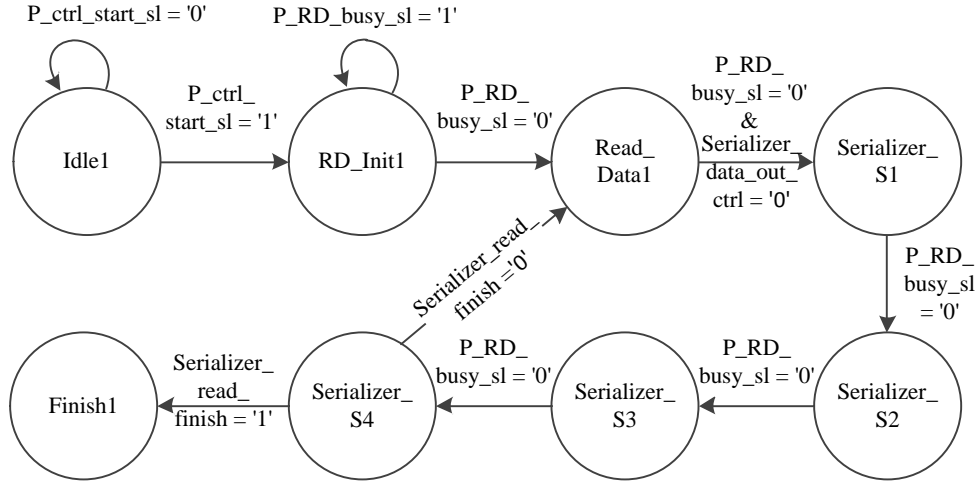 P_ctrl_start_sl = '0'
P_RD_busy_sl = '1'
P_ctrl_
start_sl = '1'
P_RD_
busy_sl = '0'
P_RD_
busy_sl = '0'
&
Serializer_
data_out_
ctrl = '0'
Idle1
RD_Init1
Read_
Data1
Serializer_
S1
Serializer_read_
finish ='0'
P_RD_
busy_sl
= '0'
Serializer_
read_
finish = '1'
P_RD_
busy_sl = '0'
P_RD_
busy_sl = '0'
Finish1
Serializer_
S4
Serializer_
S3
Serializer_
S2